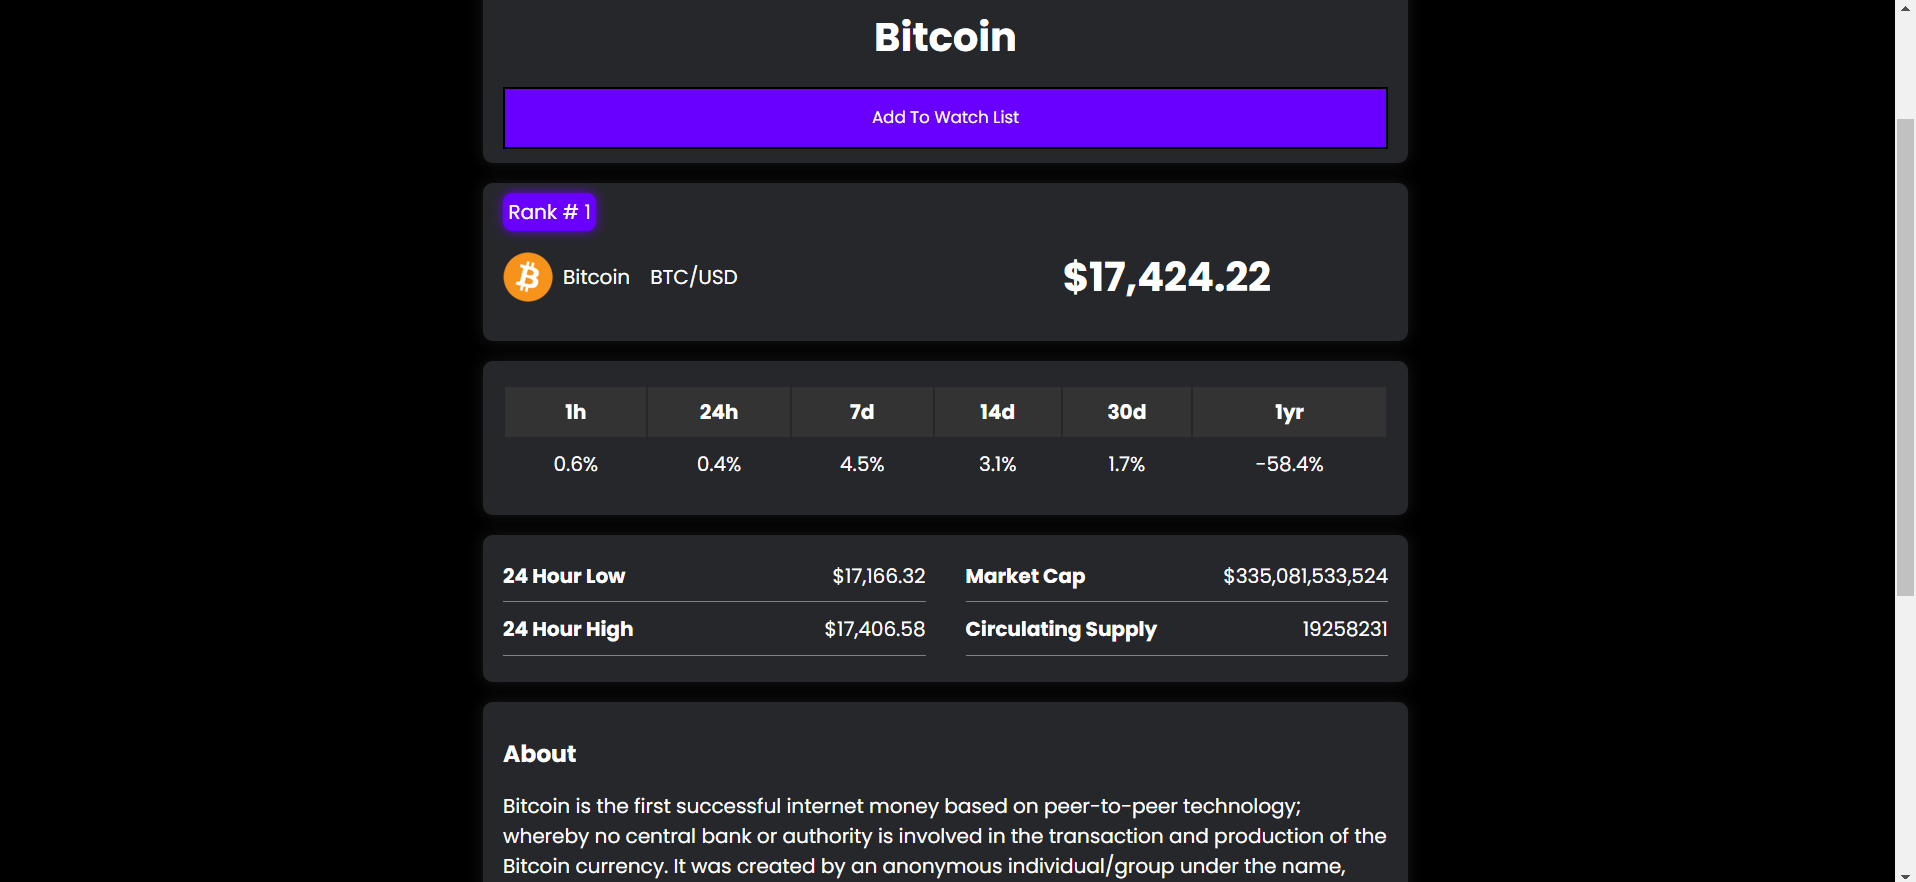 Bitcoin
Add To Watch List
Rank # 1
Bitcoin BTC/USD $17,424.22
1h 24h 7d 14d 30d 1yr
0.6% 0.4% 4.5% 3.1% 1.7% -58.4%
24 Hour Low $17,166.32 Market Cap $335,081,533,524
24 Hour High $17,406.58 Circulating Supply 19258231
About
Bitcoin is the first successful internet money based on peer-to-peer technology;
whereby no central bank or authority is involved in the transaction and production of the
Bitcoin currency. It was created by an anonymous individual/group under the name,